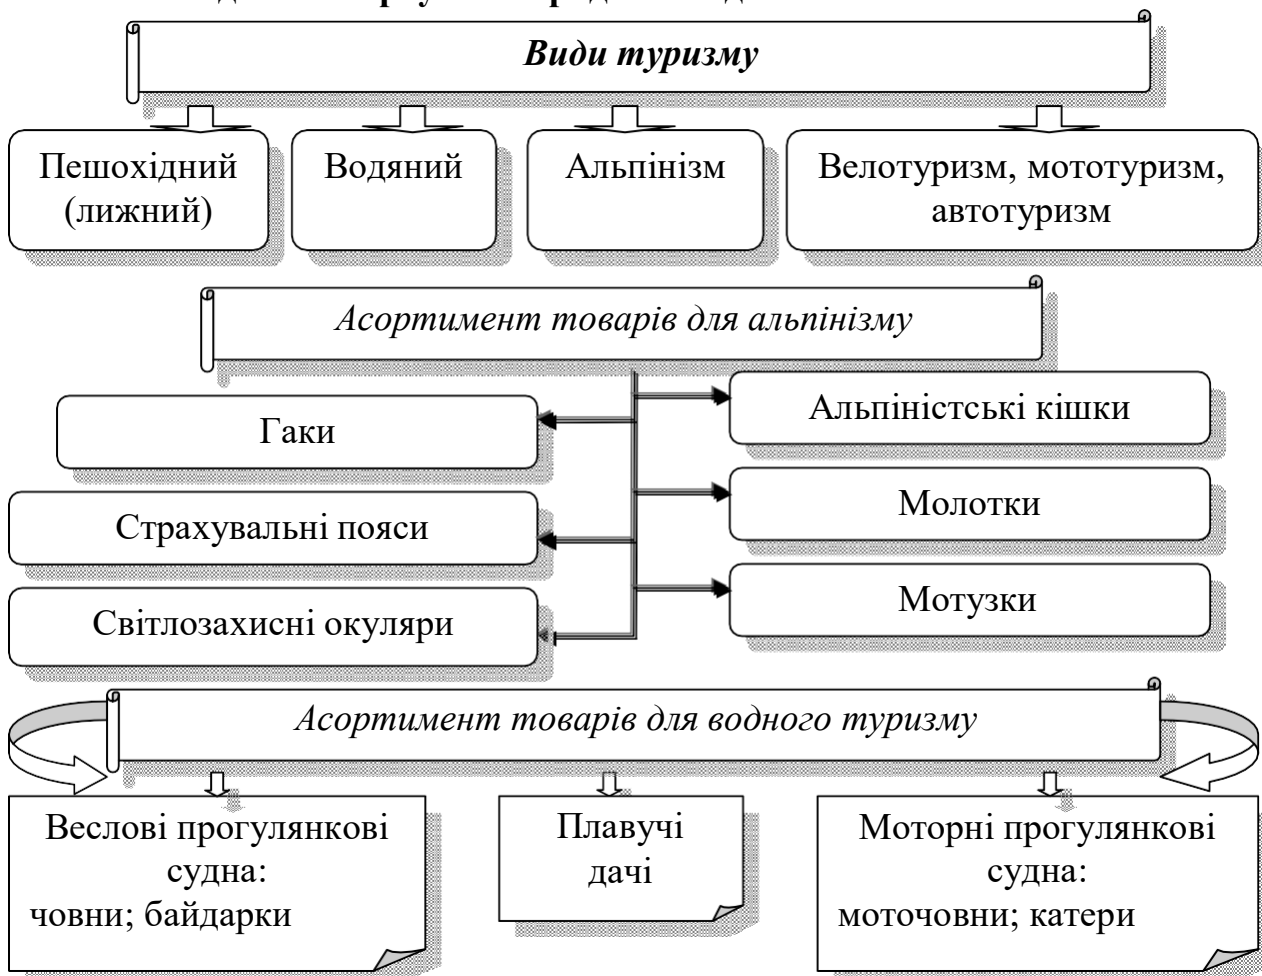 Види туризму
Пешохідний
(лижний)
Водяний
Альпінізм
Велотуризм, мототуризм,
автотуризм
Асортимент товарів для альпінізму
Гаки
Альпіністські кішки
Страхувальні пояси
Молотки
Світлозахисні окуляри
Мотузки
Асортимент товарів для водного туризму
Веслові прогулянкові
судна:
човни; байдарки
Плавучі
дачі
Моторні прогулянкові
судна:
моточовни; катери